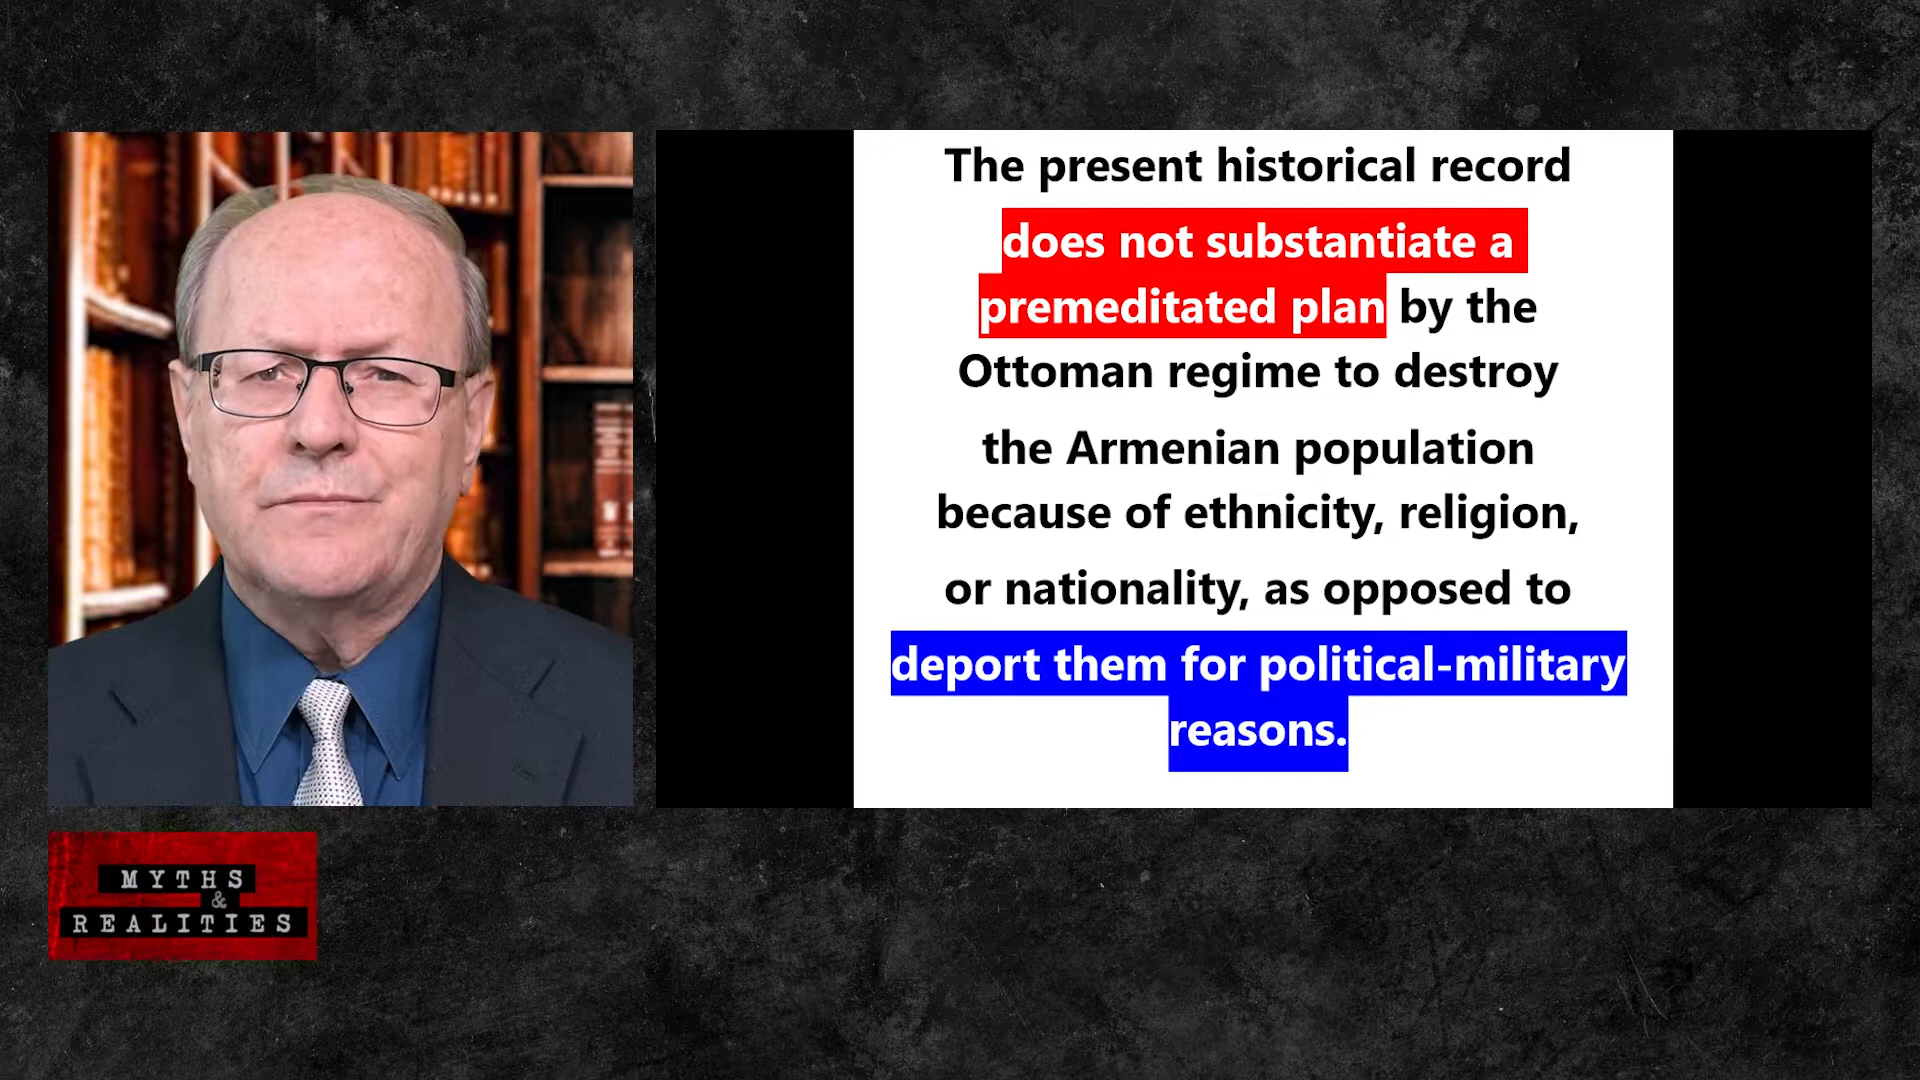 The present historical record
does not substantiate a
premeditated plan by the
Ottoman regime to destroy
the Armenian population
because of ethnicity, religion,
or nationality, as opposed to
deport them for political-military
reasons.
MYTHS
&
REALITIES